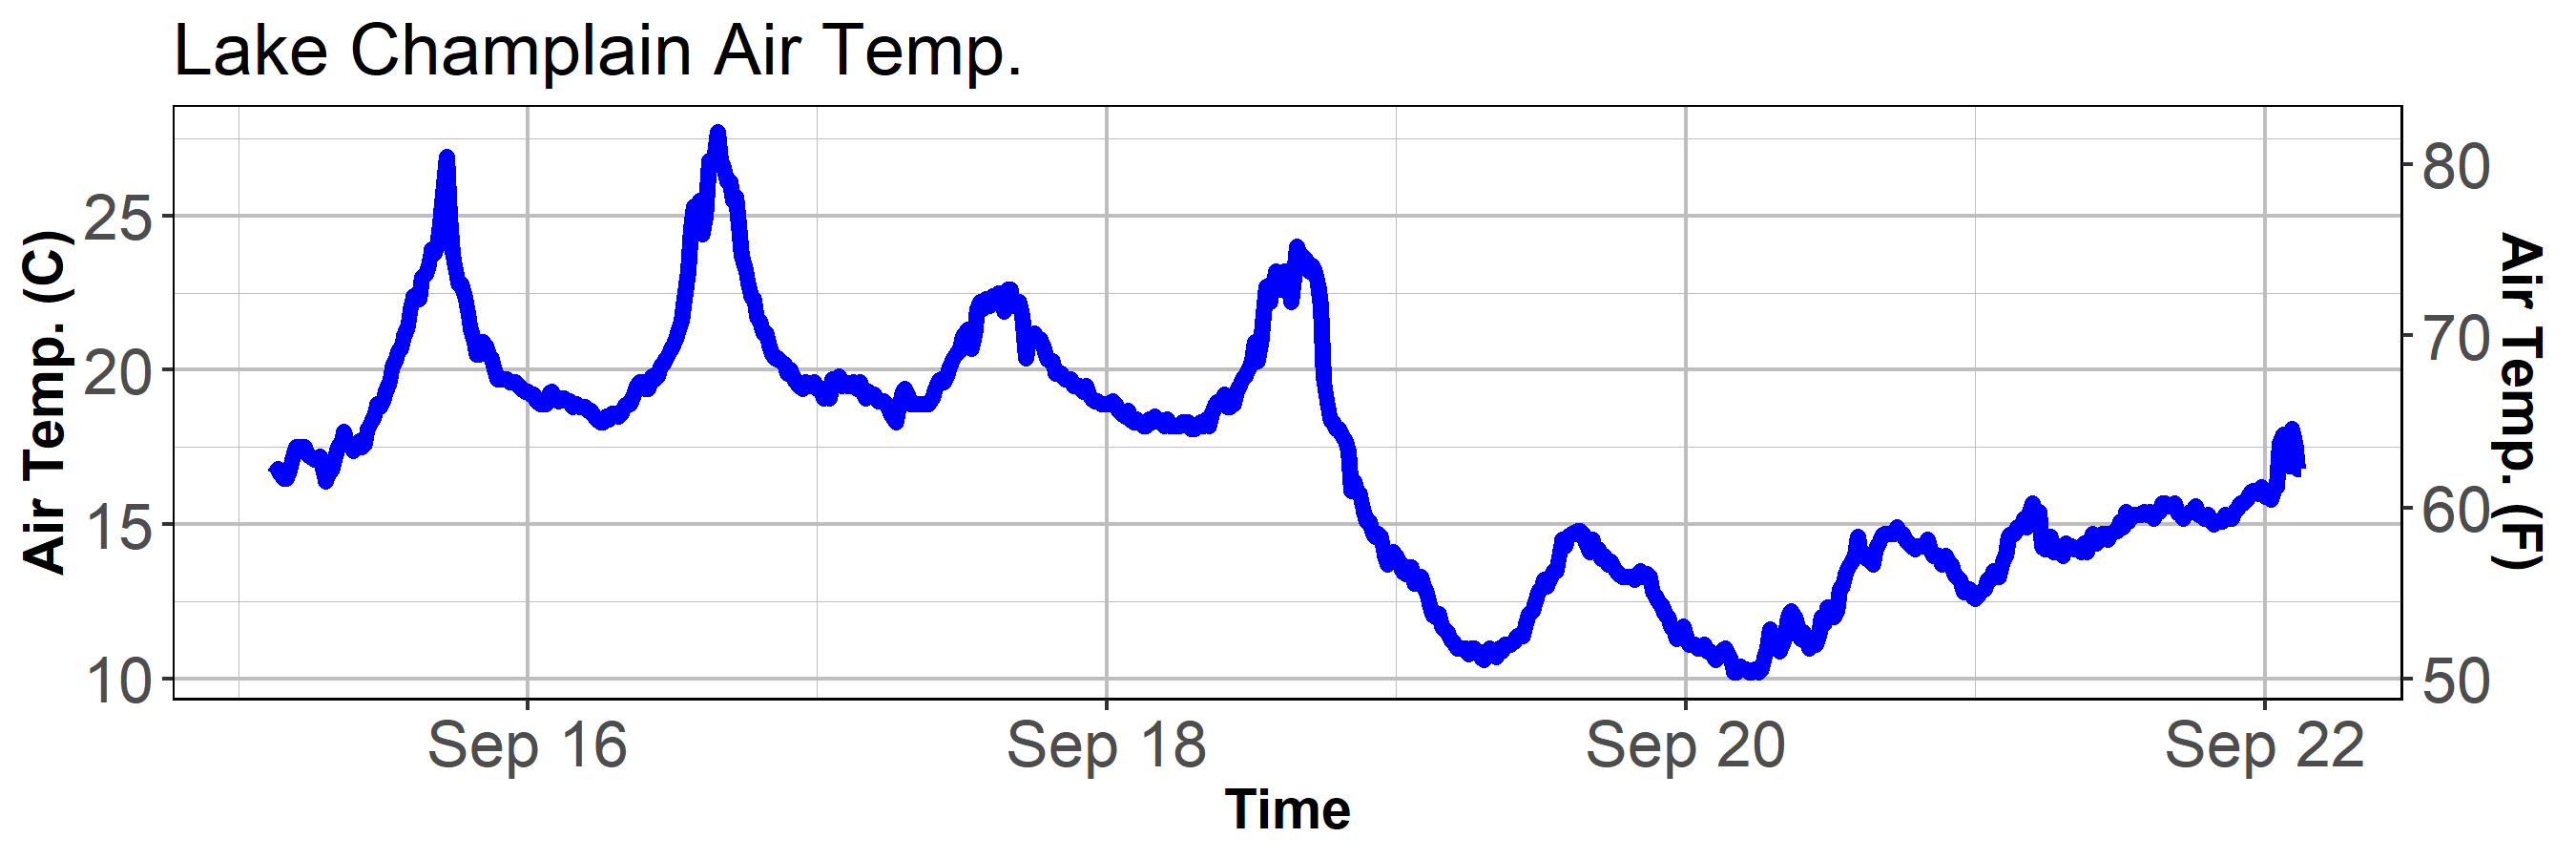 Lake Champlain Air Temp.
Air Temp. (C)
25
20
15
10
80
70
60
50
Air Temp. (F)
Sep 16
Sep 18
Sep 20
Sep 22
Time